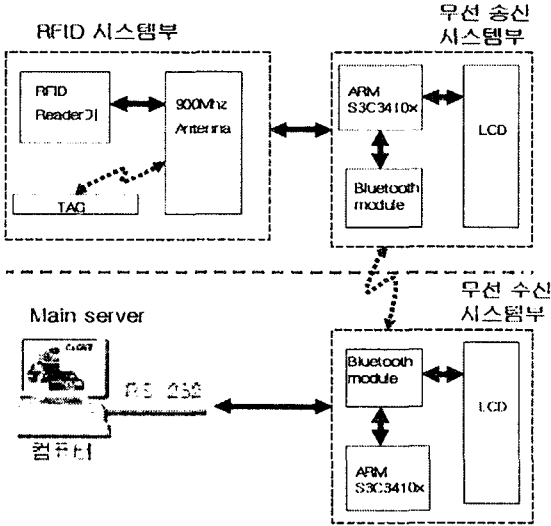 RFID 시스템부
무선 송신
시스템부
RFID
Reader기
900Mhz
Antenna
TAG
ARM
S3C3410x
LCD
Bluetooth
module
무선 수신
시스템부
Main server
RS 232
컴퓨터
Bluetooth
module
LCD
ARM
S3C3410x